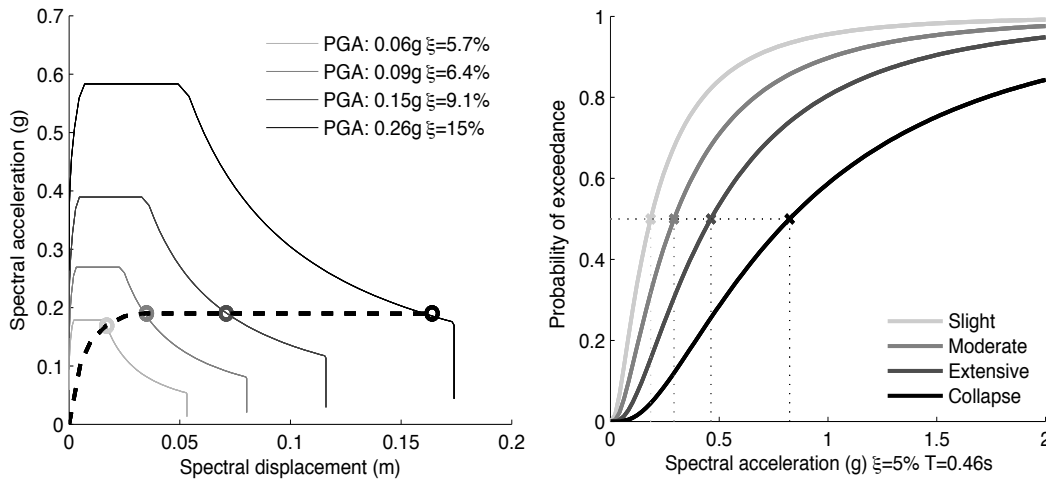 0.7
0.6
0.5
0.4
0.3
0.2
0.1
0
Spectral acceleration (g)
PGA: 0.06g ξ=5.7%
PGA: 0.09g ξ=6.4%
PGA: 0.15g ξ=9.1%
PGA: 0.26g ξ=15%
0 0.05 0.1 0.15 0.2
Spectral displacement (m)
1
0.8
0.6
0.4
0.2
0
Probability of exceedance
Slight
Moderate
Extensive
Collapse
0 0.5 1 1.5 2
Spectral acceleration (g) ξ=5% T=0.46s